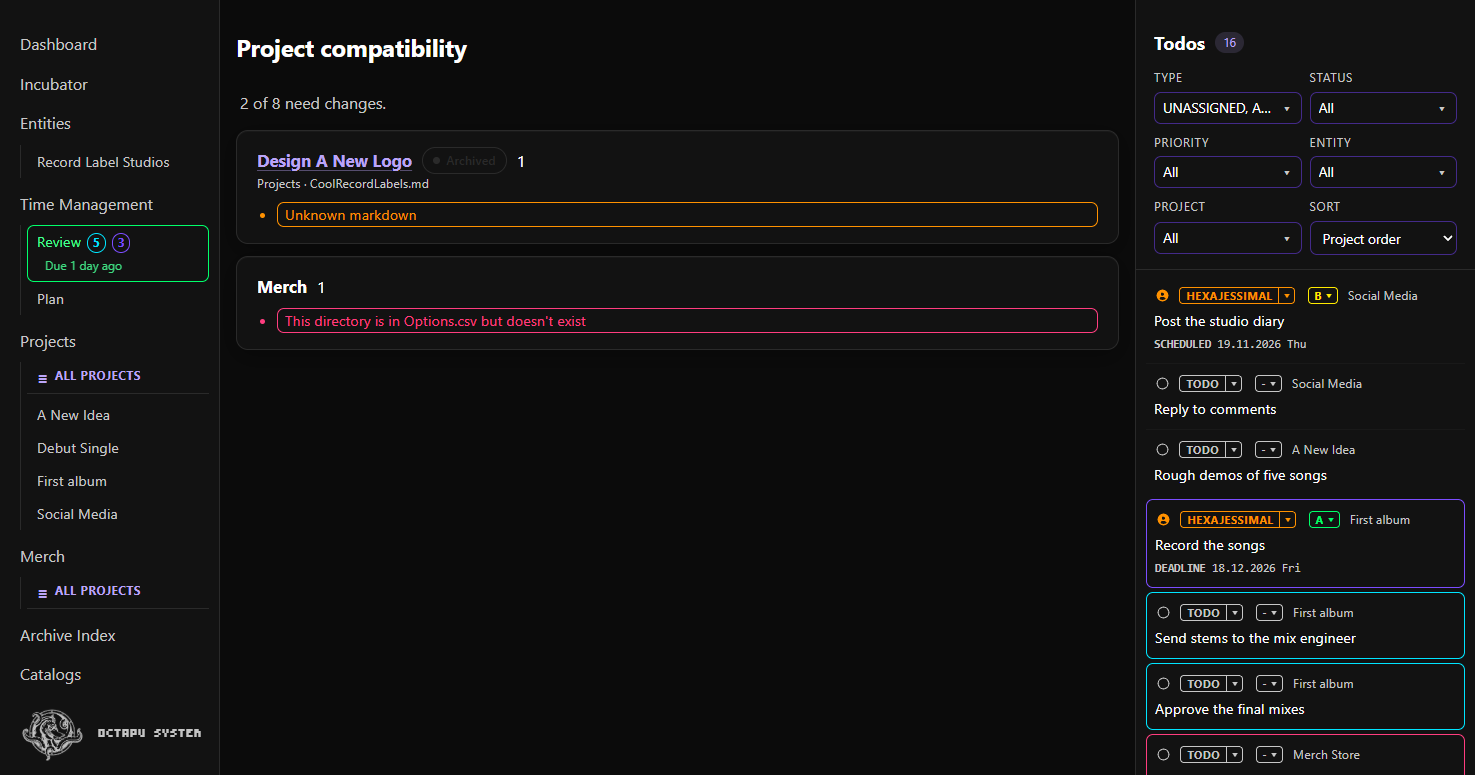 Dashboard
Incubator
Entities
Record Label Studios
Time Management
Review 5 3
Due 1 day ago
Plan
Projects
ALL PROJECTS
A New Idea
Debut Single
First album
Social Media
Merch
ALL PROJECTS
Archive Index
Catalogs
OCTAPU SYSTEM
Project compatibility
2 of 8 need changes.
Design A New Logo Archived 1
Projects · CoolRecordLabels.md
Unknown markdown
Merch 1
This directory is in Options.csv but doesn't exist
Todos 16
TYPE STATUS
UNASSIGNED, A... All
PRIORITY ENTITY
All All
PROJECT SORT
All Project order
HEXAJESSIMAL B Social Media
Post the studio diary
SCHEDULED 19.11.2026 Thu
TODO - Social Media
Reply to comments
TODO - A New Idea
Rough demos of five songs
HEXAJESSIMAL A First album
Record the songs
DEADLINE 18.12.2026 Fri
TODO - First album
Send stems to the mix engineer
TODO - First album
Approve the final mixes
TODO - Merch Store